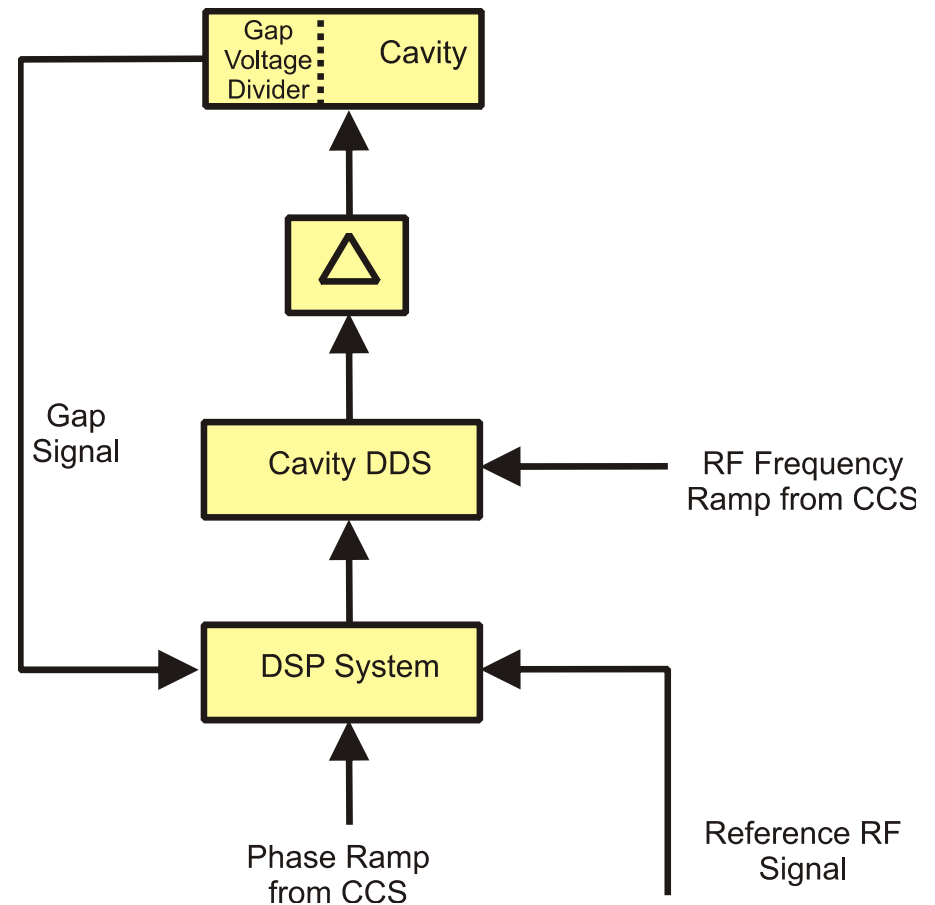 Gap
Voltage
Divider
Cavity
Gap
Signal
Cavity DDS
RF Frequency
Ramp from CCS
DSP System
Phase Ramp
from CCS
Reference RF
Signal